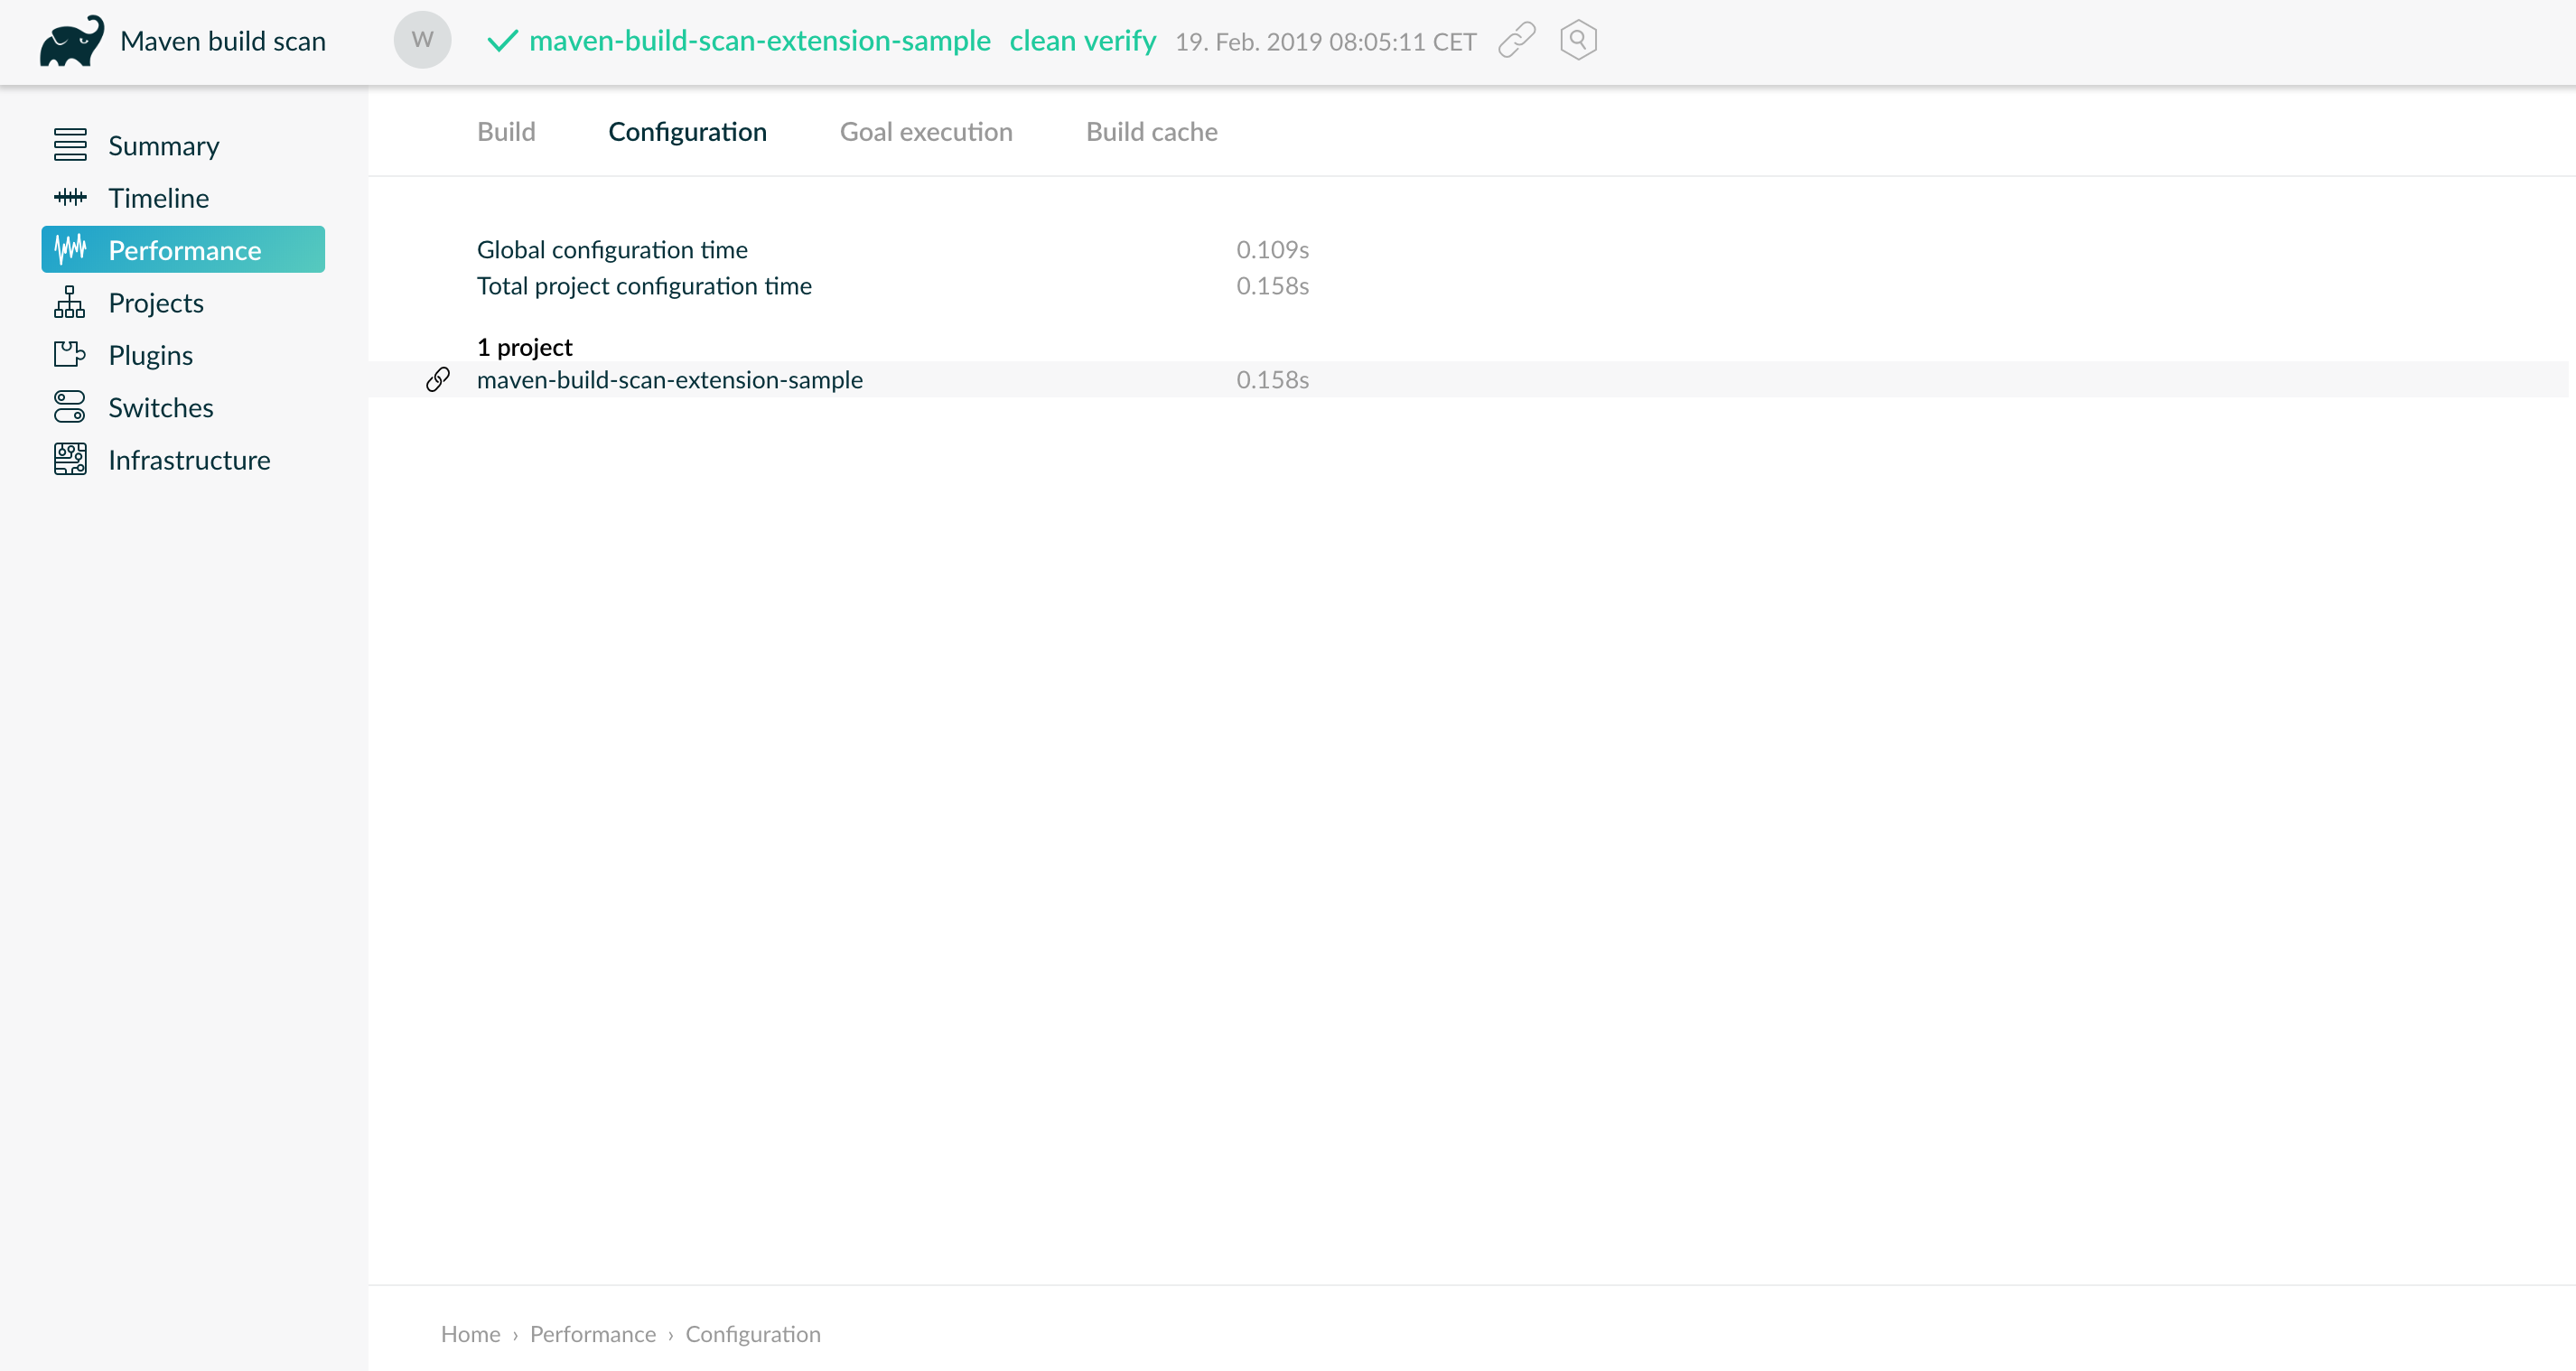 Maven build scan
W
maven-build-scan-extension-sample clean verify 19. Feb. 2019 08:05:11 CET
Summary
Timeline
Performance
Projects
Plugins
Switches
Infrastructure
Build Configuration Goal execution Build cache
Global configuration time 0.109s
Total project configuration time 0.158s
1 project
maven-build-scan-extension-sample 0.158s
Home › Performance › Configuration